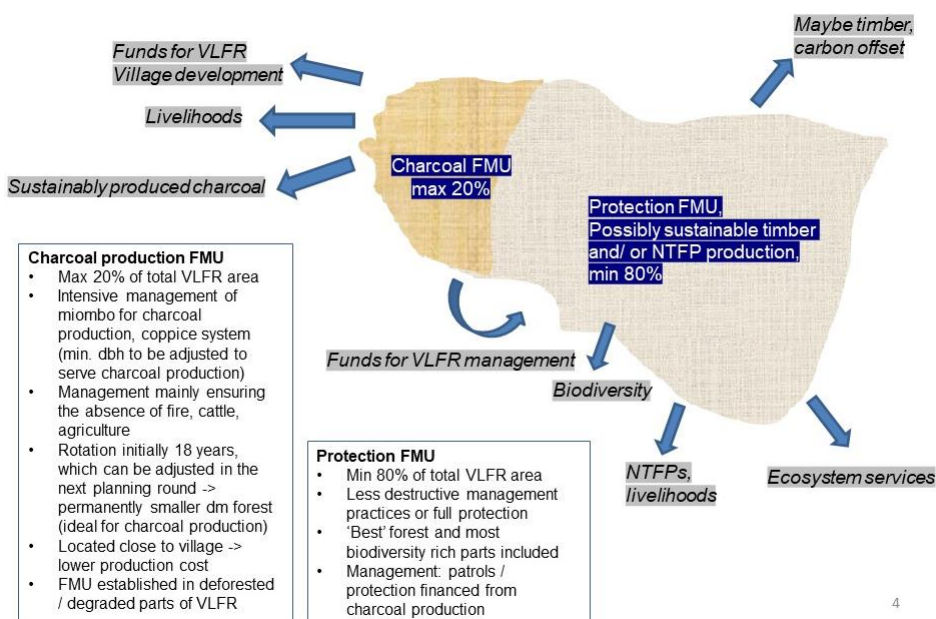 Maybe timber,
carbon offset
Funds for VLFR
Village development
Livelihoods
Sustainably produced charcoal
Charcoal FMU
max 20%
Protection FMU,
Possibly sustainable timber
and/ or NTFP production,
min 80%
Funds for VLFR management
Biodiversity
NTFPs,
livelihoods
Ecosystem services
Charcoal production FMU
• Max 20% of total VLFR area
• Intensive management of
miombo for charcoal
production, coppice system
(min. dbh to be adjusted to
serve charcoal production)
• Management mainly ensuring
the absence of fire, cattle,
agriculture
• Rotation initially 18 years,
which can be adjusted in the
next planning round ->
permanently smaller dm forest
(ideal for charcoal production)
• Located close to village ->
lower production cost
• FMU established in deforested
/ degraded parts of VLFR
Protection FMU
• Min 80% of total VLFR area
• Less destructive management
practices or full protection
• ‘Best’ forest and most
biodiversity rich parts included
• Management: patrols /
protection financed from
charcoal production
4